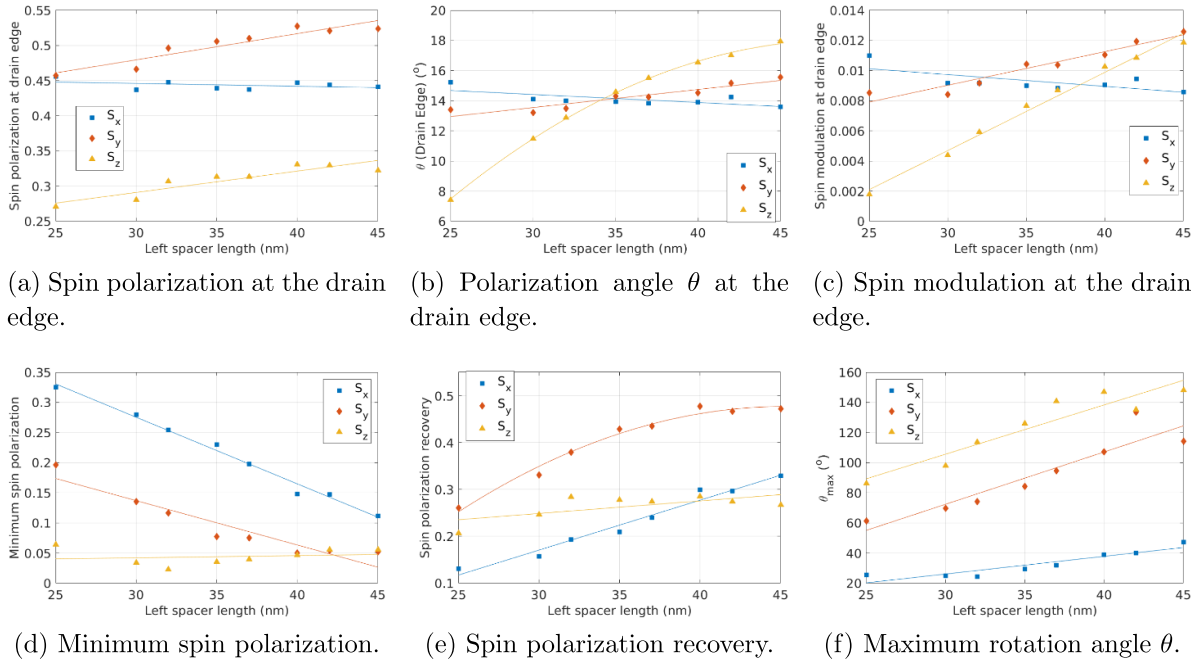 0.55
0.5
0.45
0.4
0.35
0.3
0.25
Spin polarization at drain edge
S_x
S_y
S_z
25 30 35 40 45
Left spacer length (nm)
(a) Spin polarization at the drain
edge.
20
18
16
14
12
10
8
6
θ (Drain Edge) (°)
S_x
S_y
S_z
25 30 35 40 45
Left spacer length (nm)
(b) Polarization angle θ at the
drain edge.
0.014
0.012
0.01
0.008
0.006
0.004
0.002
0
Spin modulation at drain edge
S_x
S_y
S_z
25 30 35 40 45
Left spacer length (nm)
(c) Spin modulation at the drain
edge.
0.35
0.3
0.25
0.2
0.15
0.1
0.05
0
Minimum spin polarization
S_x
S_y
S_z
25 30 35 40 45
Left spacer length (nm)
(d) Minimum spin polarization.
0.5
0.4
0.3
0.2
0.1
Spin polarization recovery
S_x
S_y
S_z
25 30 35 40 45
Left spacer length (nm)
(e) Spin polarization recovery.
160
140
120
100
80
60
40
20
θ_max (°)
S_x
S_y
S_z
25 30 35 40 45
Left spacer length (nm)
(f) Maximum rotation angle θ.